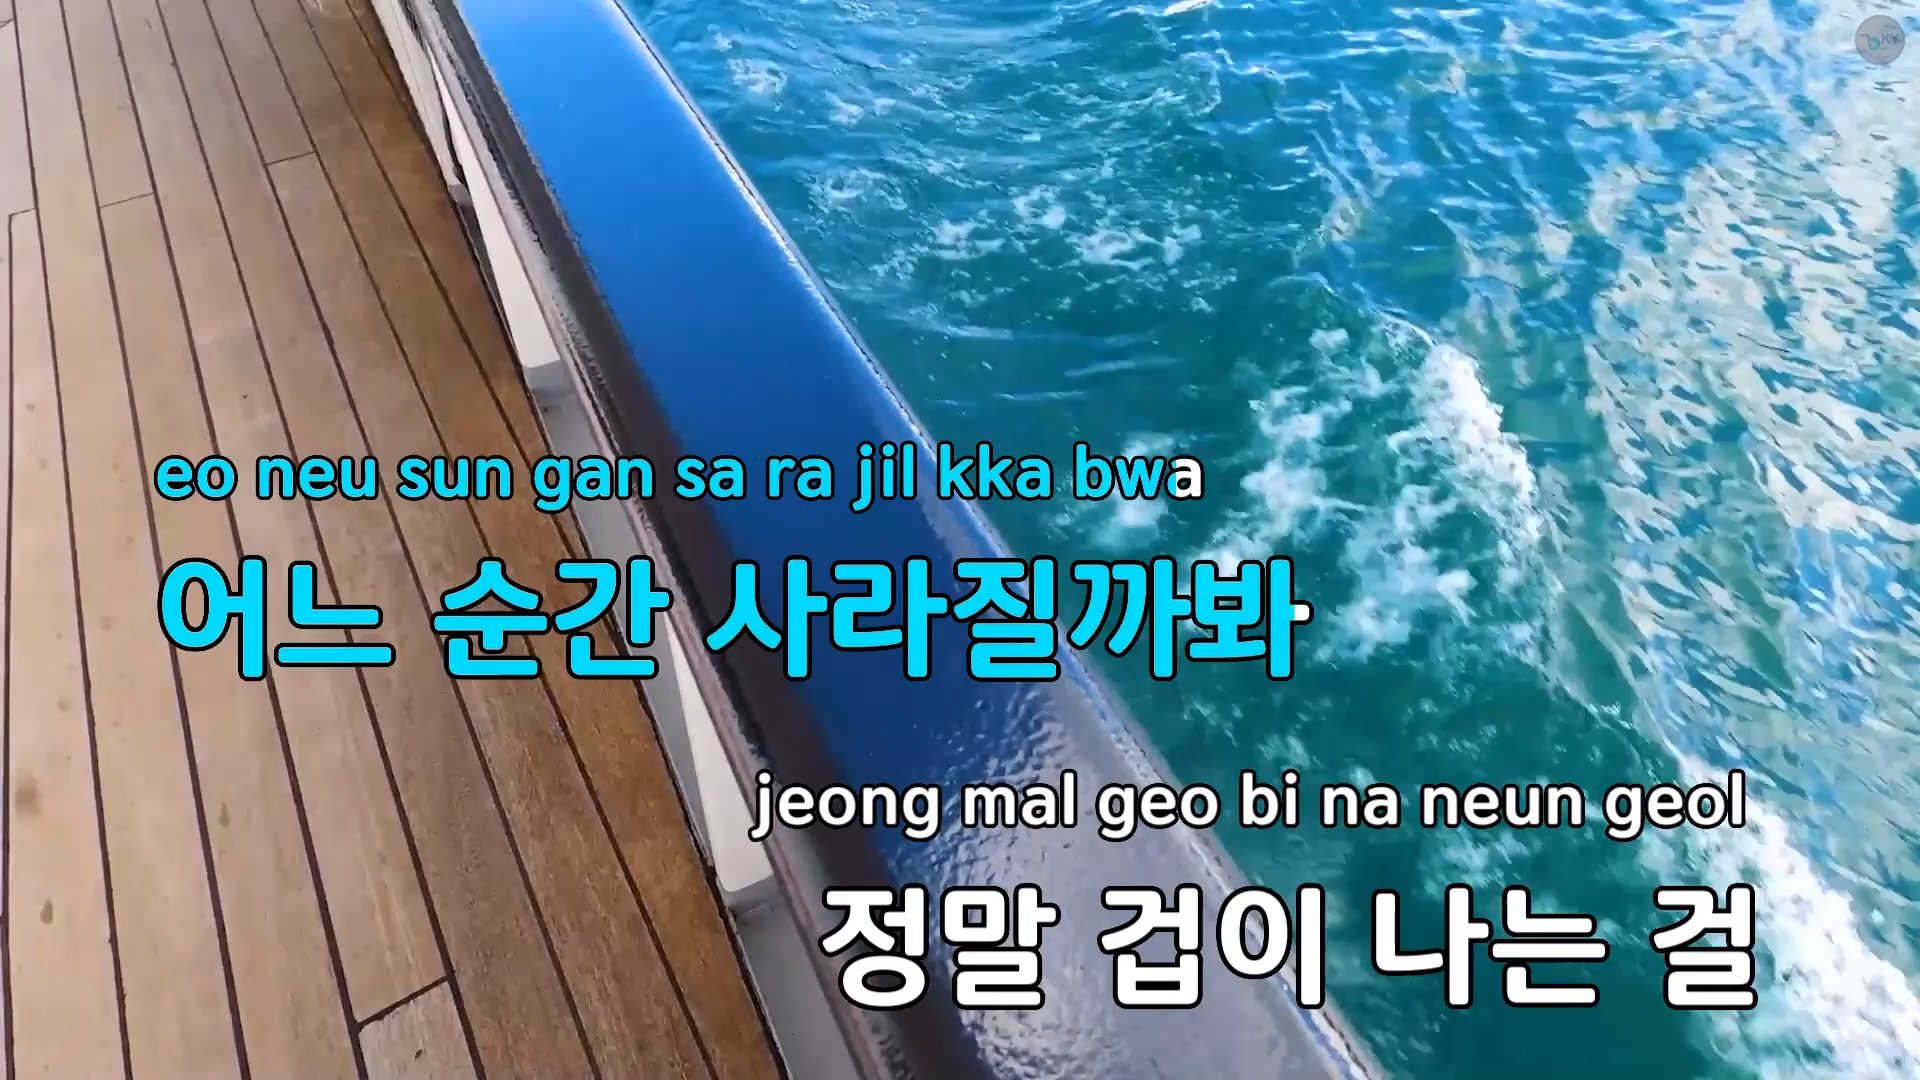 KY
eo neu sun gan sa ra jil kka bwa
어느 순간 사라질까봐
jeong mal geo bi na neun geol
정말 겁이 나는 걸